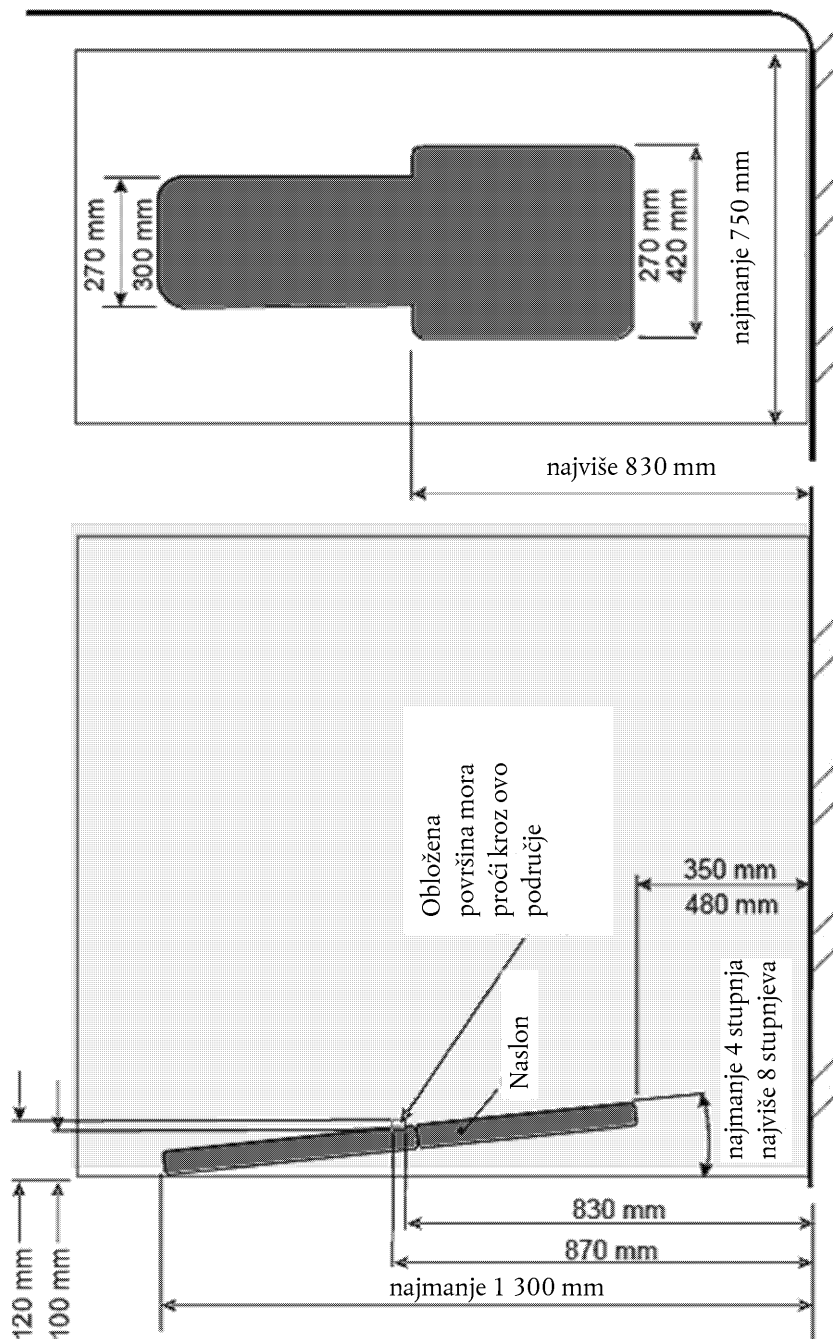 270 mm
300 mm
270 mm
420 mm
najmanje 750 mm
najviše 830 mm
Obložena
površina mora
proći kroz ovo
područje
Naslon
350 mm
480 mm
najmanje 4 stupnja
najviše 8 stupnjeva
830 mm
870 mm
najmanje 1 300 mm
120 mm
100 mm